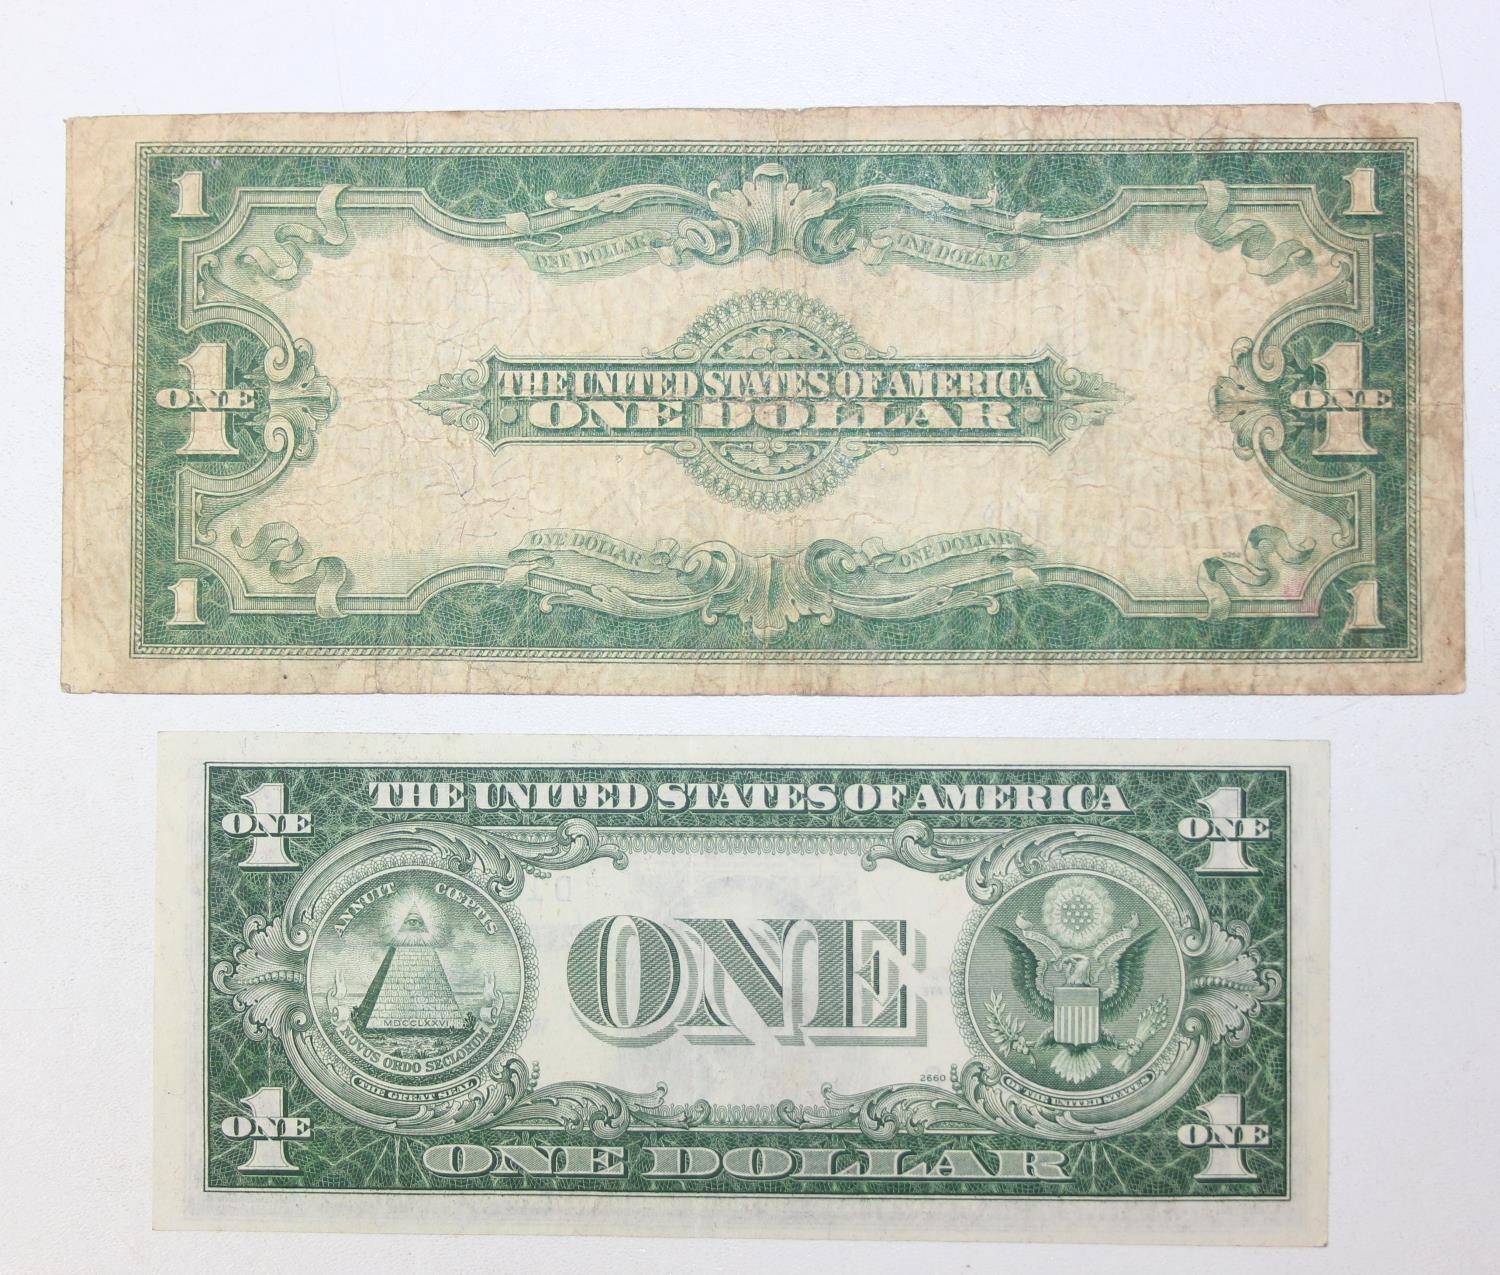 1 1
ONE DOLLAR ONE DOLLAR
THE UNITED STATES OF AMERICA
1 ONE ONE DOLLAR 1 ONE
ONE DOLLAR ONE DOLLAR
5252
1 1
THE UNITED STATES OF AMERICA
1 ONE 1 ONE
ANNUIT CŒPTIS
ONE
MDCCLXXVI
NOVUS ORDO SECLORUM
THE GREAT SEAL 2660 OF THE UNITED STATES
1 ONE 1 ONE
ONE DOLLAR